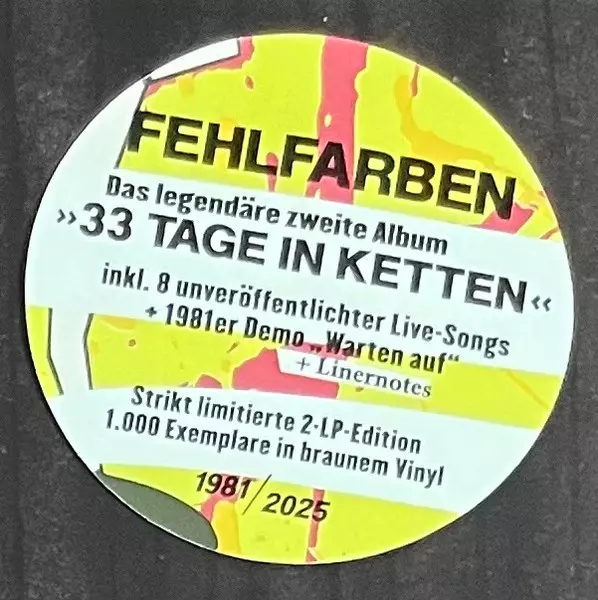 FEHLFARBEN
Das legendäre zweite Album
»33 TAGE IN KETTEN«
inkl. 8 unveröffentlichter Live-Songs
+ 1981er Demo „Warten auf“
+ Linernotes
Strikt limitierte 2-LP-Edition
1.000 Exemplare in braunem Vinyl
1981/2025